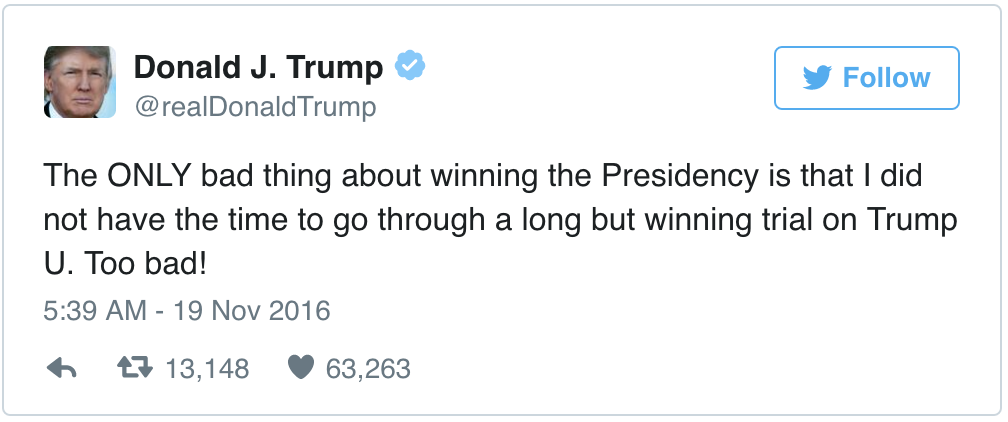 Donald J. Trump
@realDonaldTrump
Follow
The ONLY bad thing about winning the Presidency is that I did
not have the time to go through a long but winning trial on Trump
U. Too bad!
5:39 AM - 19 Nov 2016
13,148 63,263